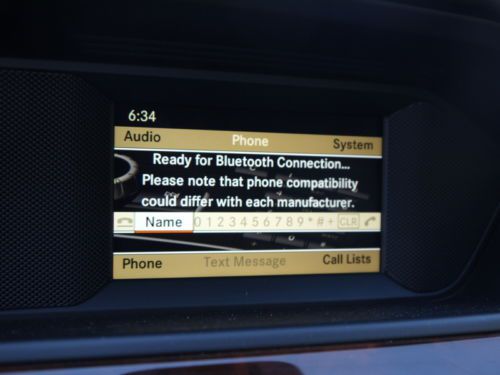 6:34
Audio Phone System
Ready for Bluetooth Connection...
Please note that phone compatibility
could differ with each manufacturer.
Name 0 1 2 3 4 5 6 7 8 9 * # + CLR
Phone Text Message Call Lists